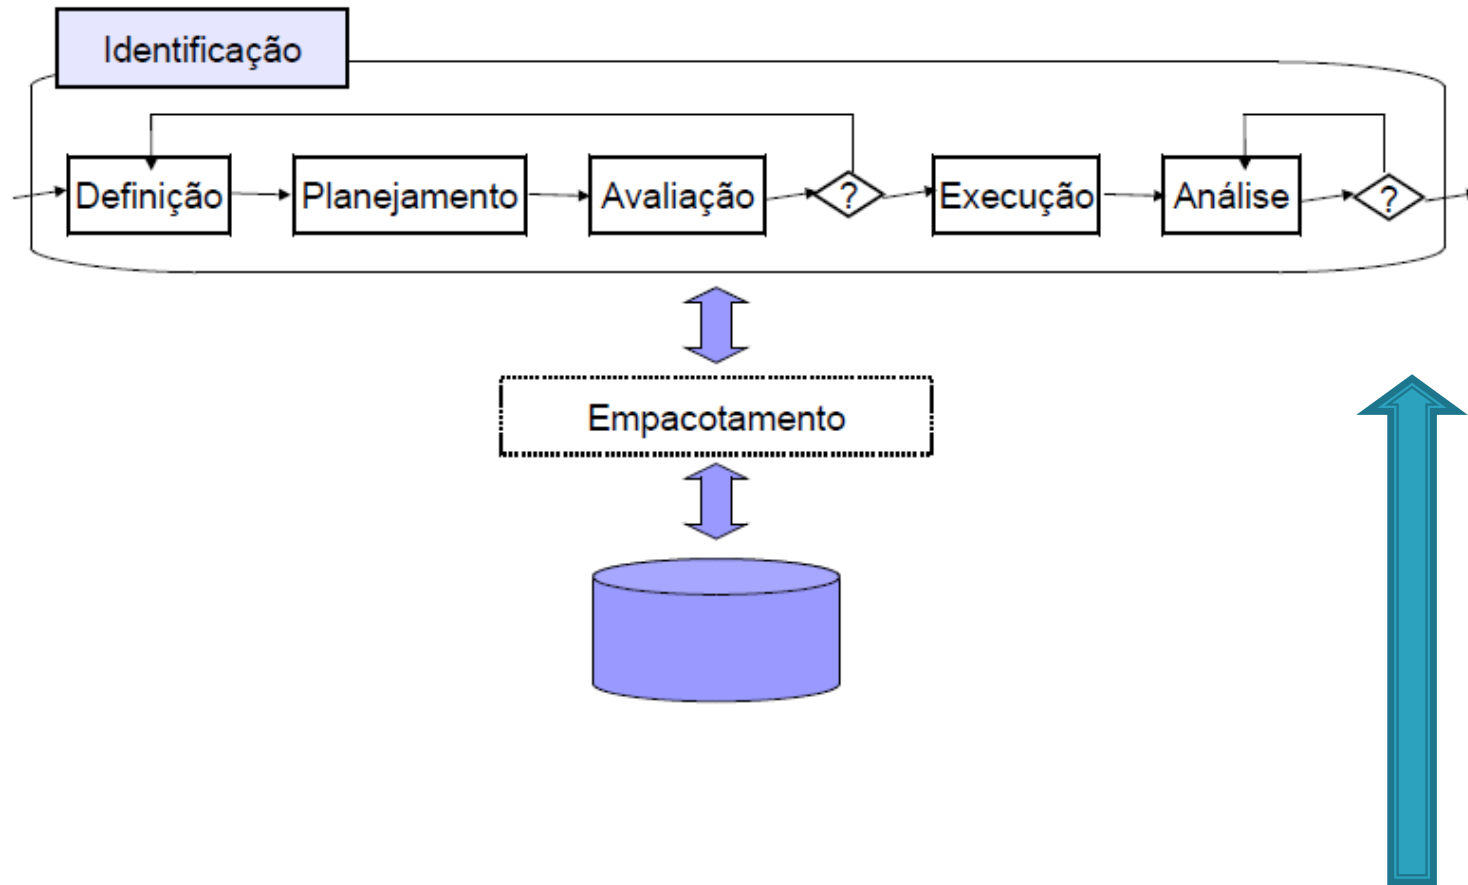 Identificação
Definição
Planejamento
Avaliação
?
Execução
Análise
?
Empacotamento